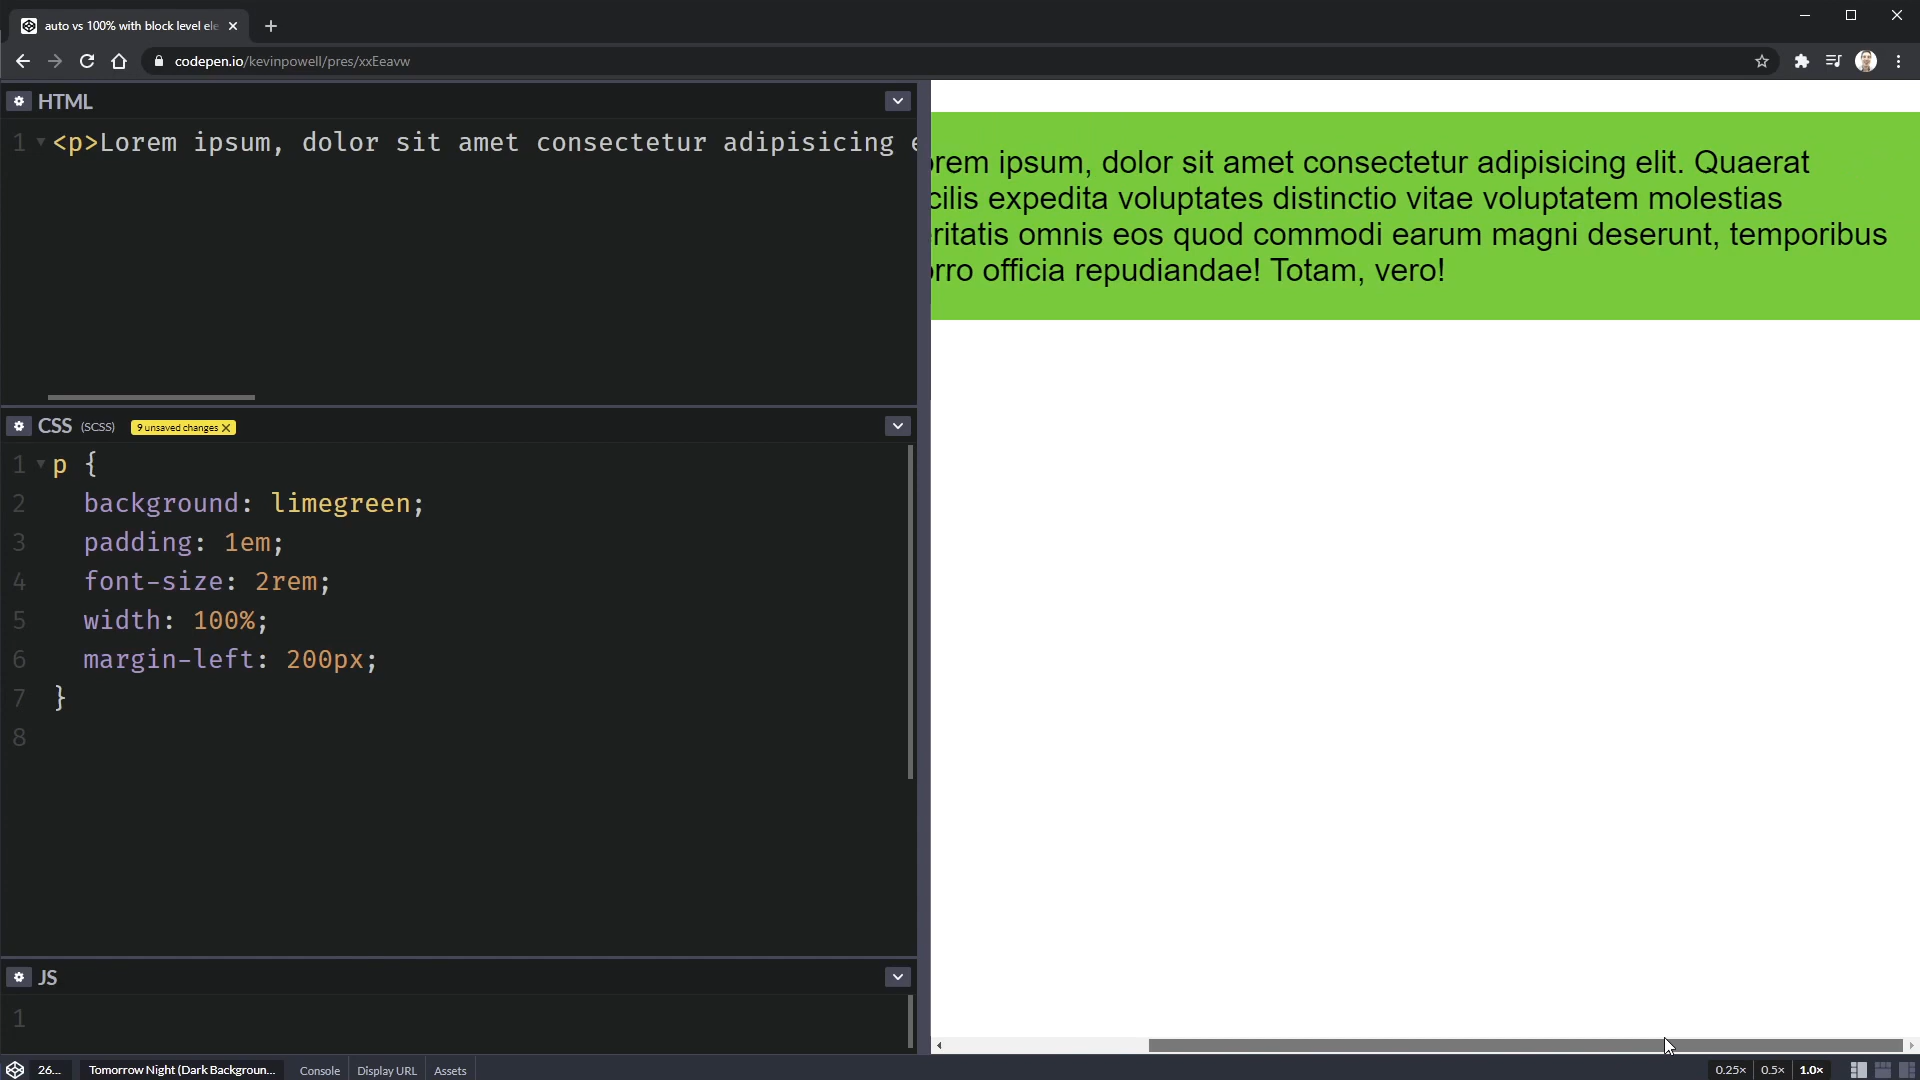 auto vs 100% with block level ele
codepen.io/kevinpowell/pres/xxEeavw
HTML
1 <p>Lorem ipsum, dolor sit amet consectetur adipisicing e
CSS (SCSS) 9 unsaved changes X
1 p {
2 background: limegreen;
3 padding: 1em;
4 font-size: 2rem;
5 width: 100%;
6 margin-left: 200px;
7 }
8
JS
1
orem ipsum, dolor sit amet consectetur adipisicing elit. Quaerat
cilis expedita voluptates distinctio vitae voluptatem molestias
eritatis omnis eos quod commodi earum magni deserunt, temporibus
orro officia repudiandae! Totam, vero!
26... Tomorrow Night (Dark Backgroun... Console Display URL Assets 0.25× 0.5× 1.0×